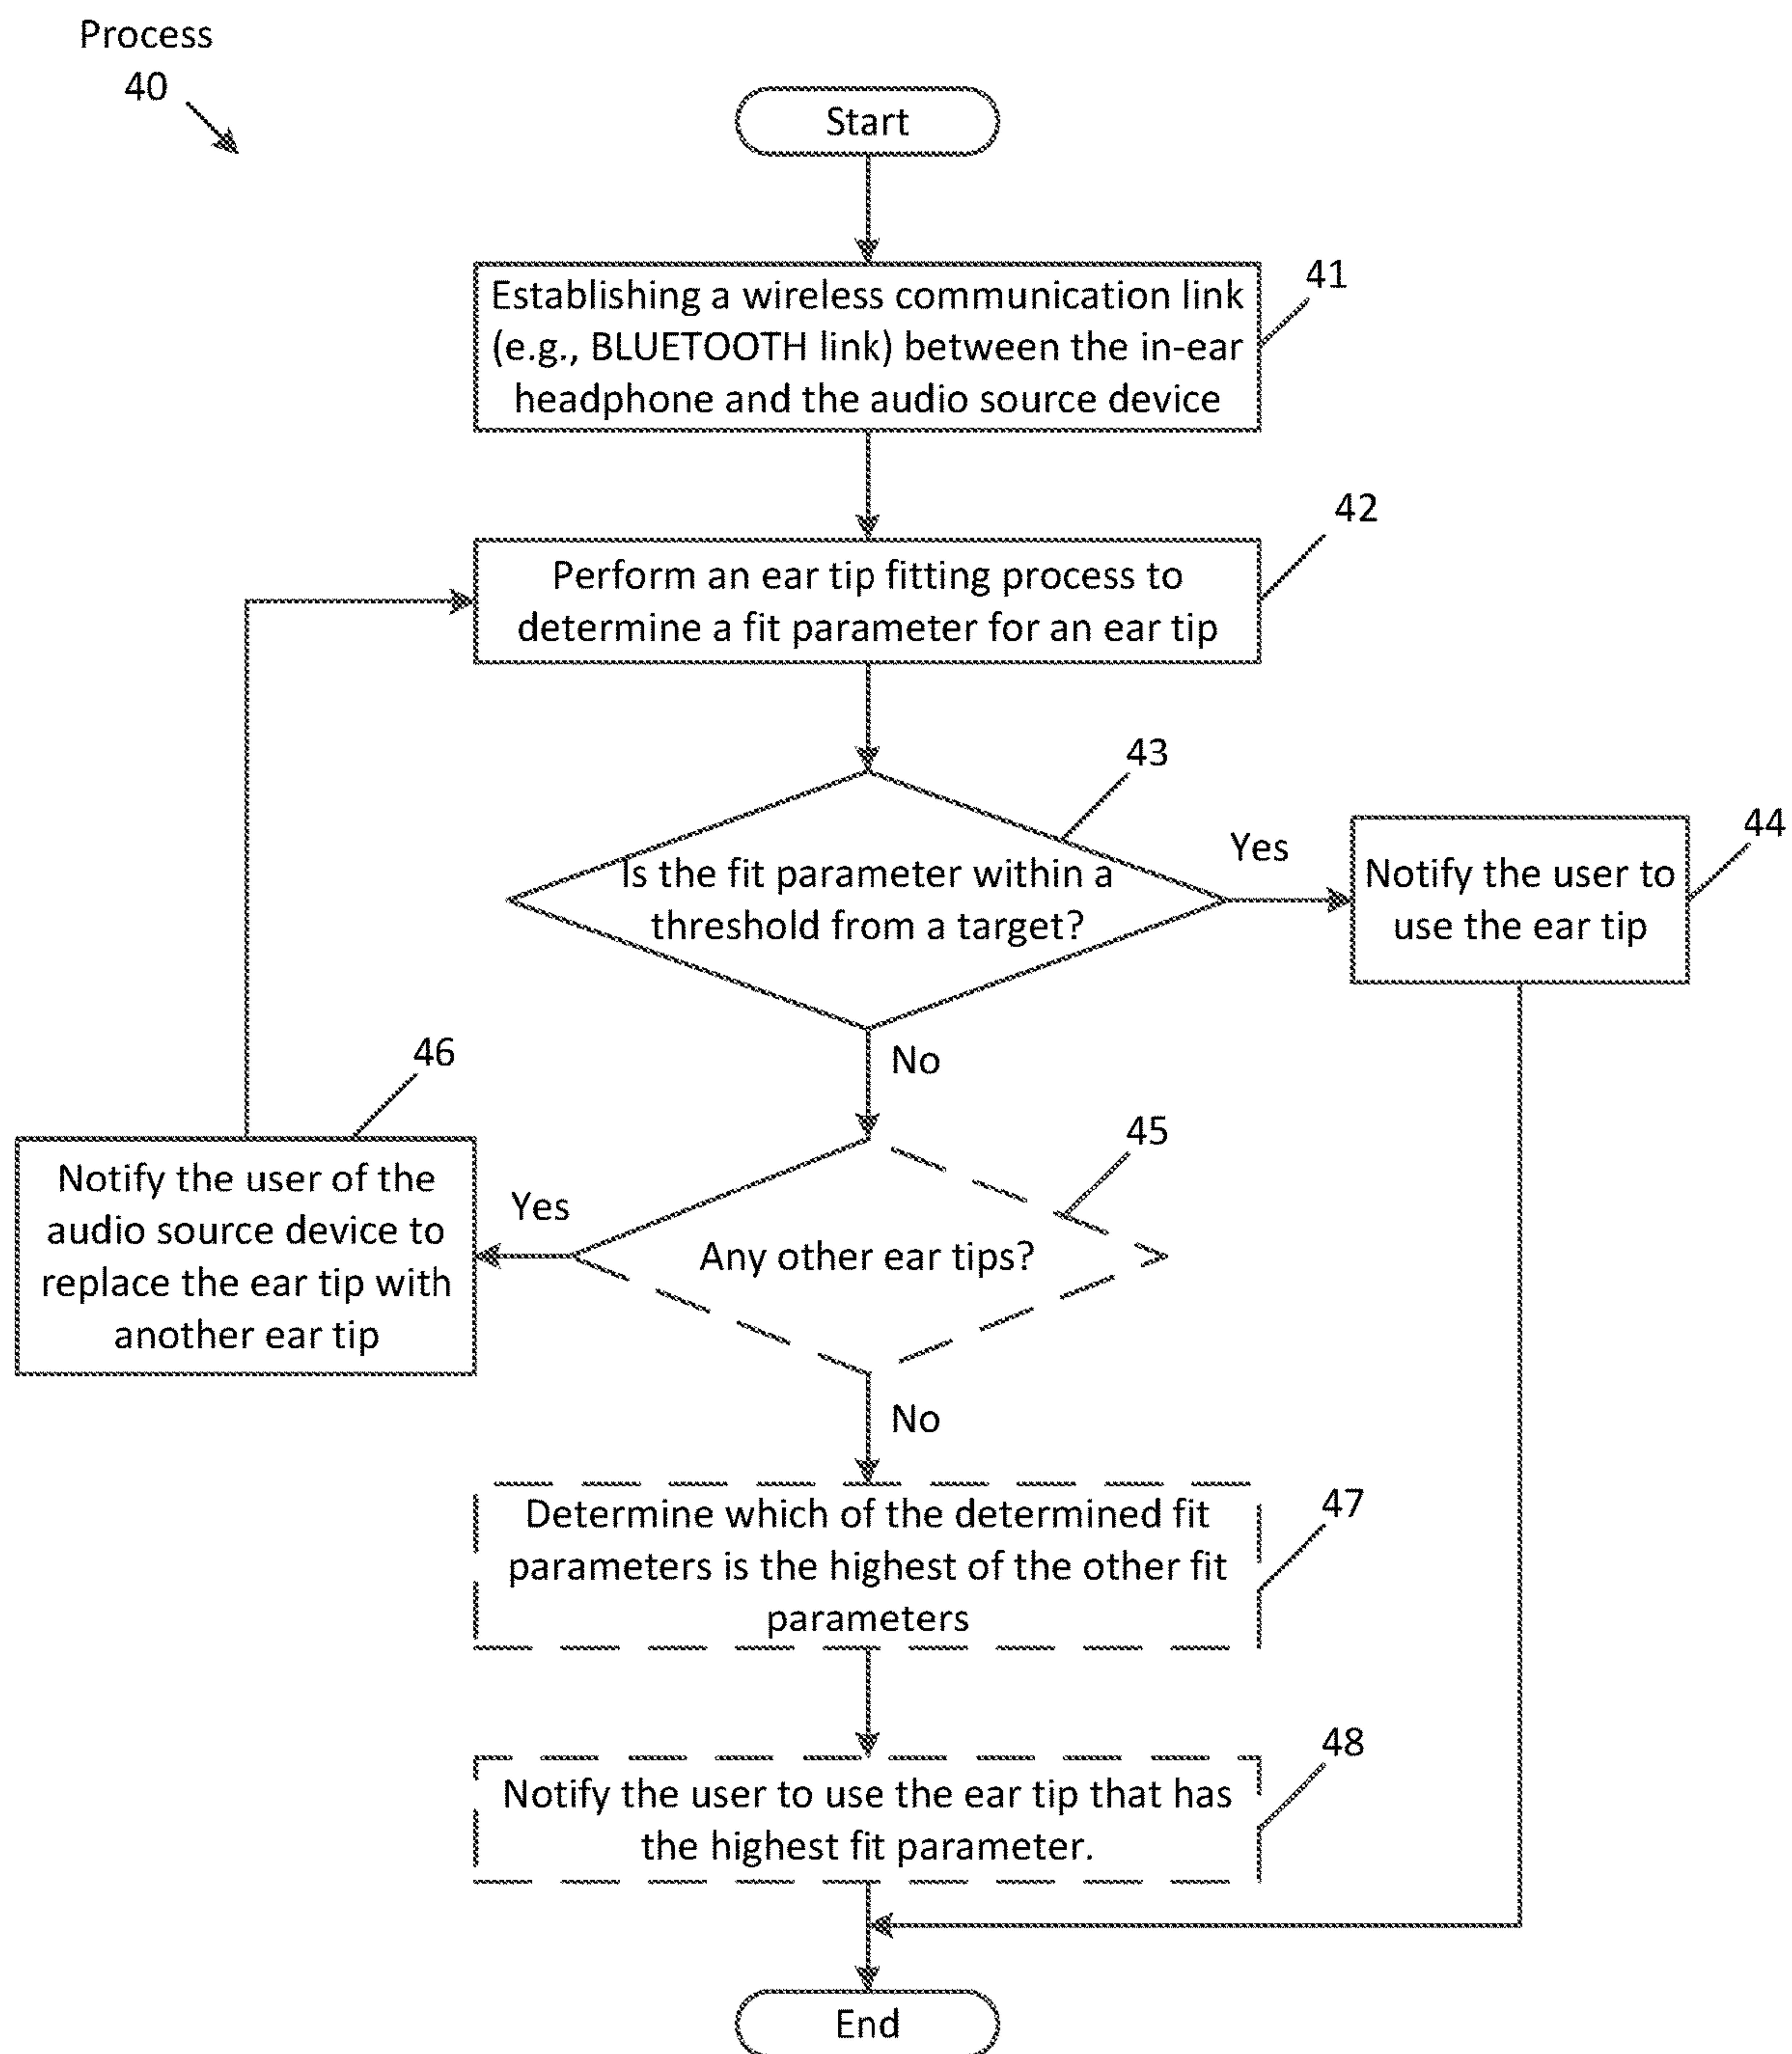 Process
40
Start
41
Establishing a wireless communication link
(e.g., BLUETOOTH link) between the in-ear
headphone and the audio source device
42
Perform an ear tip fitting process to
determine a fit parameter for an ear tip
43
Is the fit parameter within a
threshold from a target?
Yes
44
Notify the user to
use the ear tip
No
45
Any other ear tips?
Yes
46
Notify the user of the
audio source device to
replace the ear tip with
another ear tip
No
47
Determine which of the determined fit
parameters is the highest of the other fit
parameters
48
Notify the user to use the ear tip that has
the highest fit parameter.
End